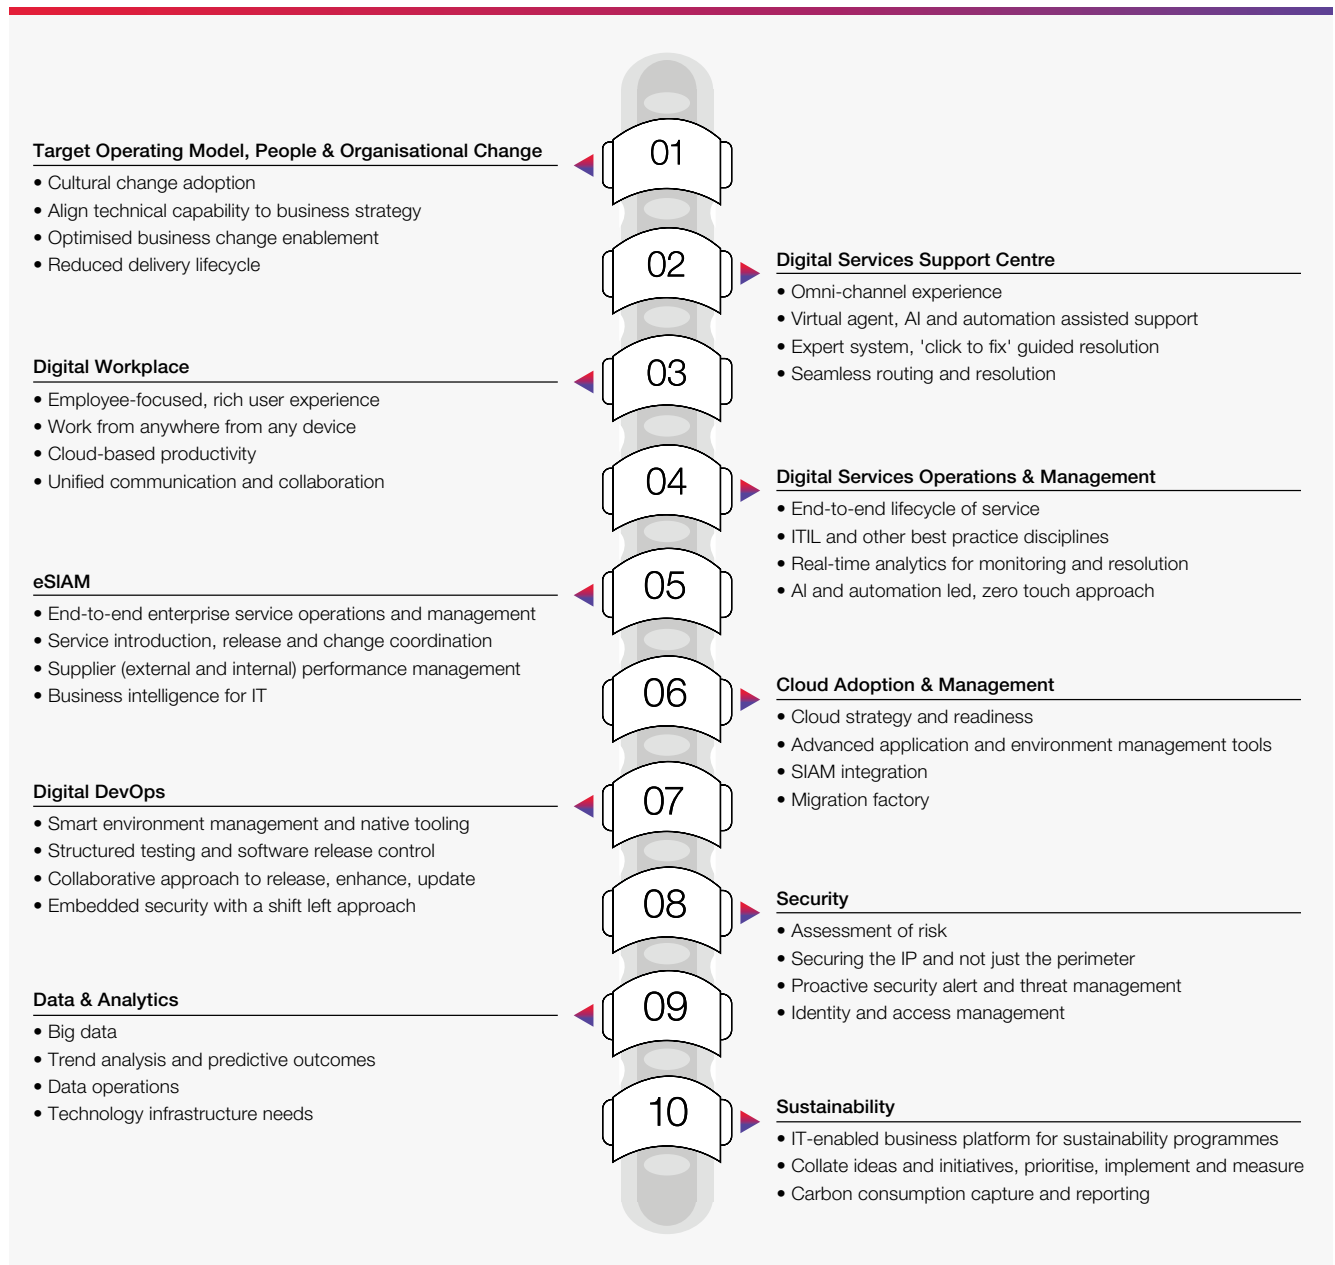 01
Target Operating Model, People & Organisational Change
• Cultural change adoption
• Align technical capability to business strategy
• Optimised business change enablement
• Reduced delivery lifecycle
02
Digital Services Support Centre
• Omni-channel experience
• Virtual agent, AI and automation assisted support
• Expert system, 'click to fix' guided resolution
• Seamless routing and resolution
03
Digital Workplace
• Employee-focused, rich user experience
• Work from anywhere from any device
• Cloud-based productivity
• Unified communication and collaboration
04
Digital Services Operations & Management
• End-to-end lifecycle of service
• ITIL and other best practice disciplines
• Real-time analytics for monitoring and resolution
• AI and automation led, zero touch approach
05
eSIAM
• End-to-end enterprise service operations and management
• Service introduction, release and change coordination
• Supplier (external and internal) performance management
• Business intelligence for IT
06
Cloud Adoption & Management
• Cloud strategy and readiness
• Advanced application and environment management tools
• SIAM integration
• Migration factory
07
Digital DevOps
• Smart environment management and native tooling
• Structured testing and software release control
• Collaborative approach to release, enhance, update
• Embedded security with a shift left approach
08
Security
• Assessment of risk
• Securing the IP and not just the perimeter
• Proactive security alert and threat management
• Identity and access management
09
Data & Analytics
• Big data
• Trend analysis and predictive outcomes
• Data operations
• Technology infrastructure needs
10
Sustainability
• IT-enabled business platform for sustainability programmes
• Collate ideas and initiatives, prioritise, implement and measure
• Carbon consumption capture and reporting